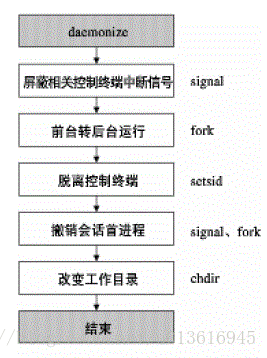 daemonize
屏蔽相关控制终端中断信号 signal
前台转后台运行 fork
脱离控制终端 setsid
撤销会话首进程 signal、fork
改变工作目录 chdir
结束 13616945